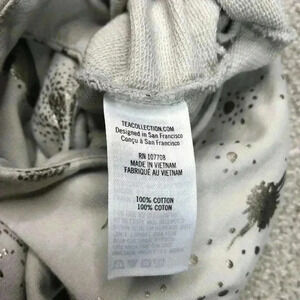 TEACOLLECTION.COM
Designed in San Francisco
Conçu à San Francisco
RN 107708
MADE IN VIETNAM
FABRIQUÉ AU VIETNAM
100% COTTON
100% COTON